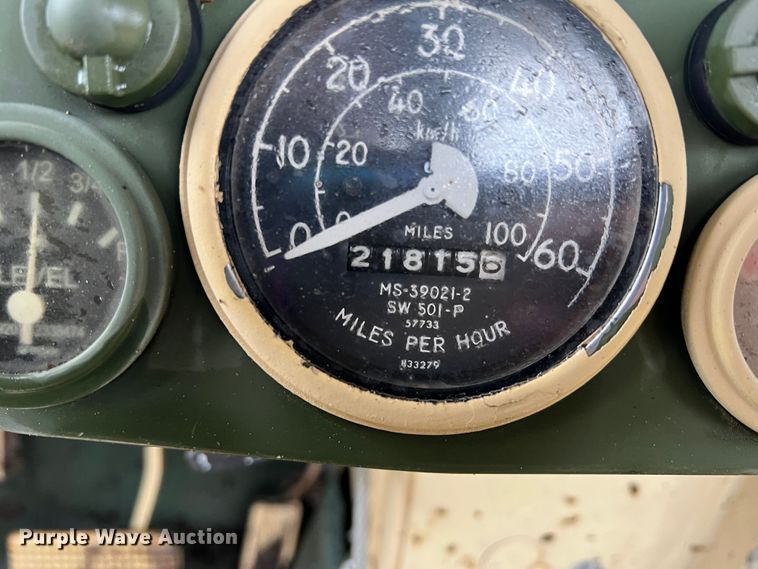 1/2
3/4
F
LEVEL
0 10 20 30 40 50 60
0 20 40 60 80 100
km/h
MILES
218156
MS-39021-2
SW 501-P
57733
MILES PER HOUR
833279
Purple Wave Auction